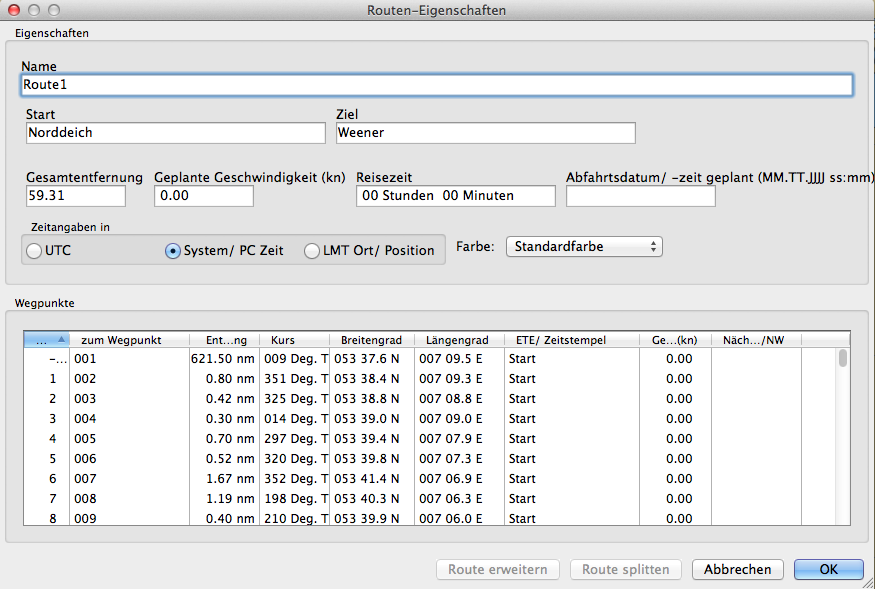 Routen-Eigenschaften
Eigenschaften
Name
Route1
Start Ziel
Norddeich Weener
Gesamtentfernung Geplante Geschwindigkeit (kn) Reisezeit Abfahrtsdatum/ -zeit geplant (MM.TT.JJJJ ss:mm)
59.31 0.00 00 Stunden 00 Minuten
Zeitangaben in
UTC System/ PC Zeit LMT Ort/ Position Farbe: Standardfarbe
Wegpunkte
... zum Wegpunkt Ent...ng Kurs Breitengrad Längengrad ETE/ Zeitstempel Ge...(kn) Näch.../NW
-... 001 621.50 nm 009 Deg. T 053 37.6 N 007 09.5 E Start 0.00
1 002 0.80 nm 351 Deg. T 053 38.4 N 007 09.3 E Start 0.00
2 003 0.42 nm 325 Deg. T 053 38.8 N 007 08.8 E Start 0.00
3 004 0.30 nm 014 Deg. T 053 39.0 N 007 09.0 E Start 0.00
4 005 0.70 nm 297 Deg. T 053 39.4 N 007 07.9 E Start 0.00
5 006 0.52 nm 320 Deg. T 053 39.8 N 007 07.3 E Start 0.00
6 007 1.67 nm 352 Deg. T 053 41.4 N 007 06.9 E Start 0.00
7 008 1.19 nm 198 Deg. T 053 40.3 N 007 06.3 E Start 0.00
8 009 0.40 nm 210 Deg. T 053 39.9 N 007 06.0 E Start 0.00
Route erweitern Route splitten Abbrechen OK